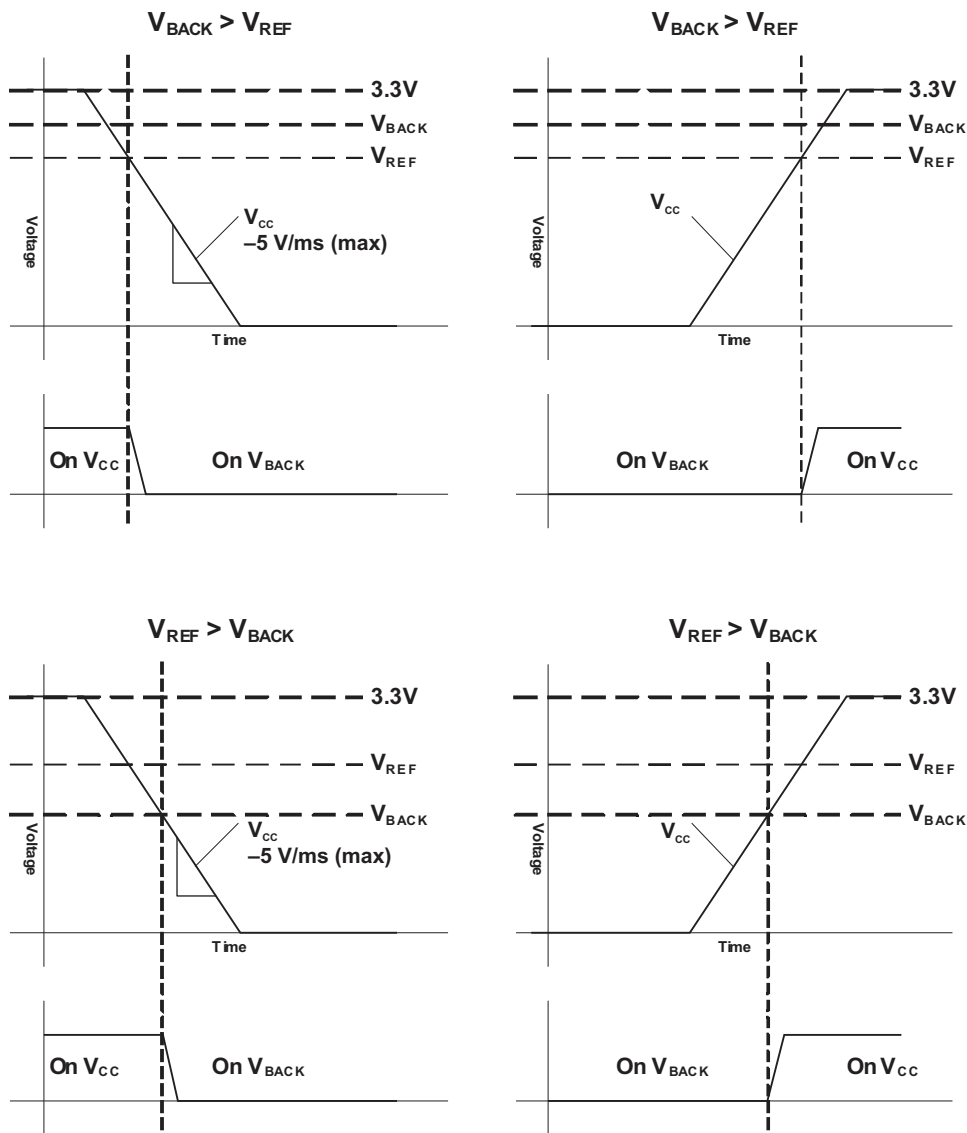 V_BACK > V_REF
3.3V
V_BACK
V_REF
Voltage
V_CC
–5 V/ms (max)
Time
On V_CC
On V_BACK
V_BACK > V_REF
3.3V
V_BACK
V_REF
Voltage
V_CC
Time
On V_BACK
On V_CC
V_REF > V_BACK
3.3V
V_REF
V_BACK
Voltage
V_CC
–5 V/ms (max)
Time
On V_CC
On V_BACK
V_REF > V_BACK
3.3V
V_REF
V_BACK
Voltage
V_CC
Time
On V_BACK
On V_CC